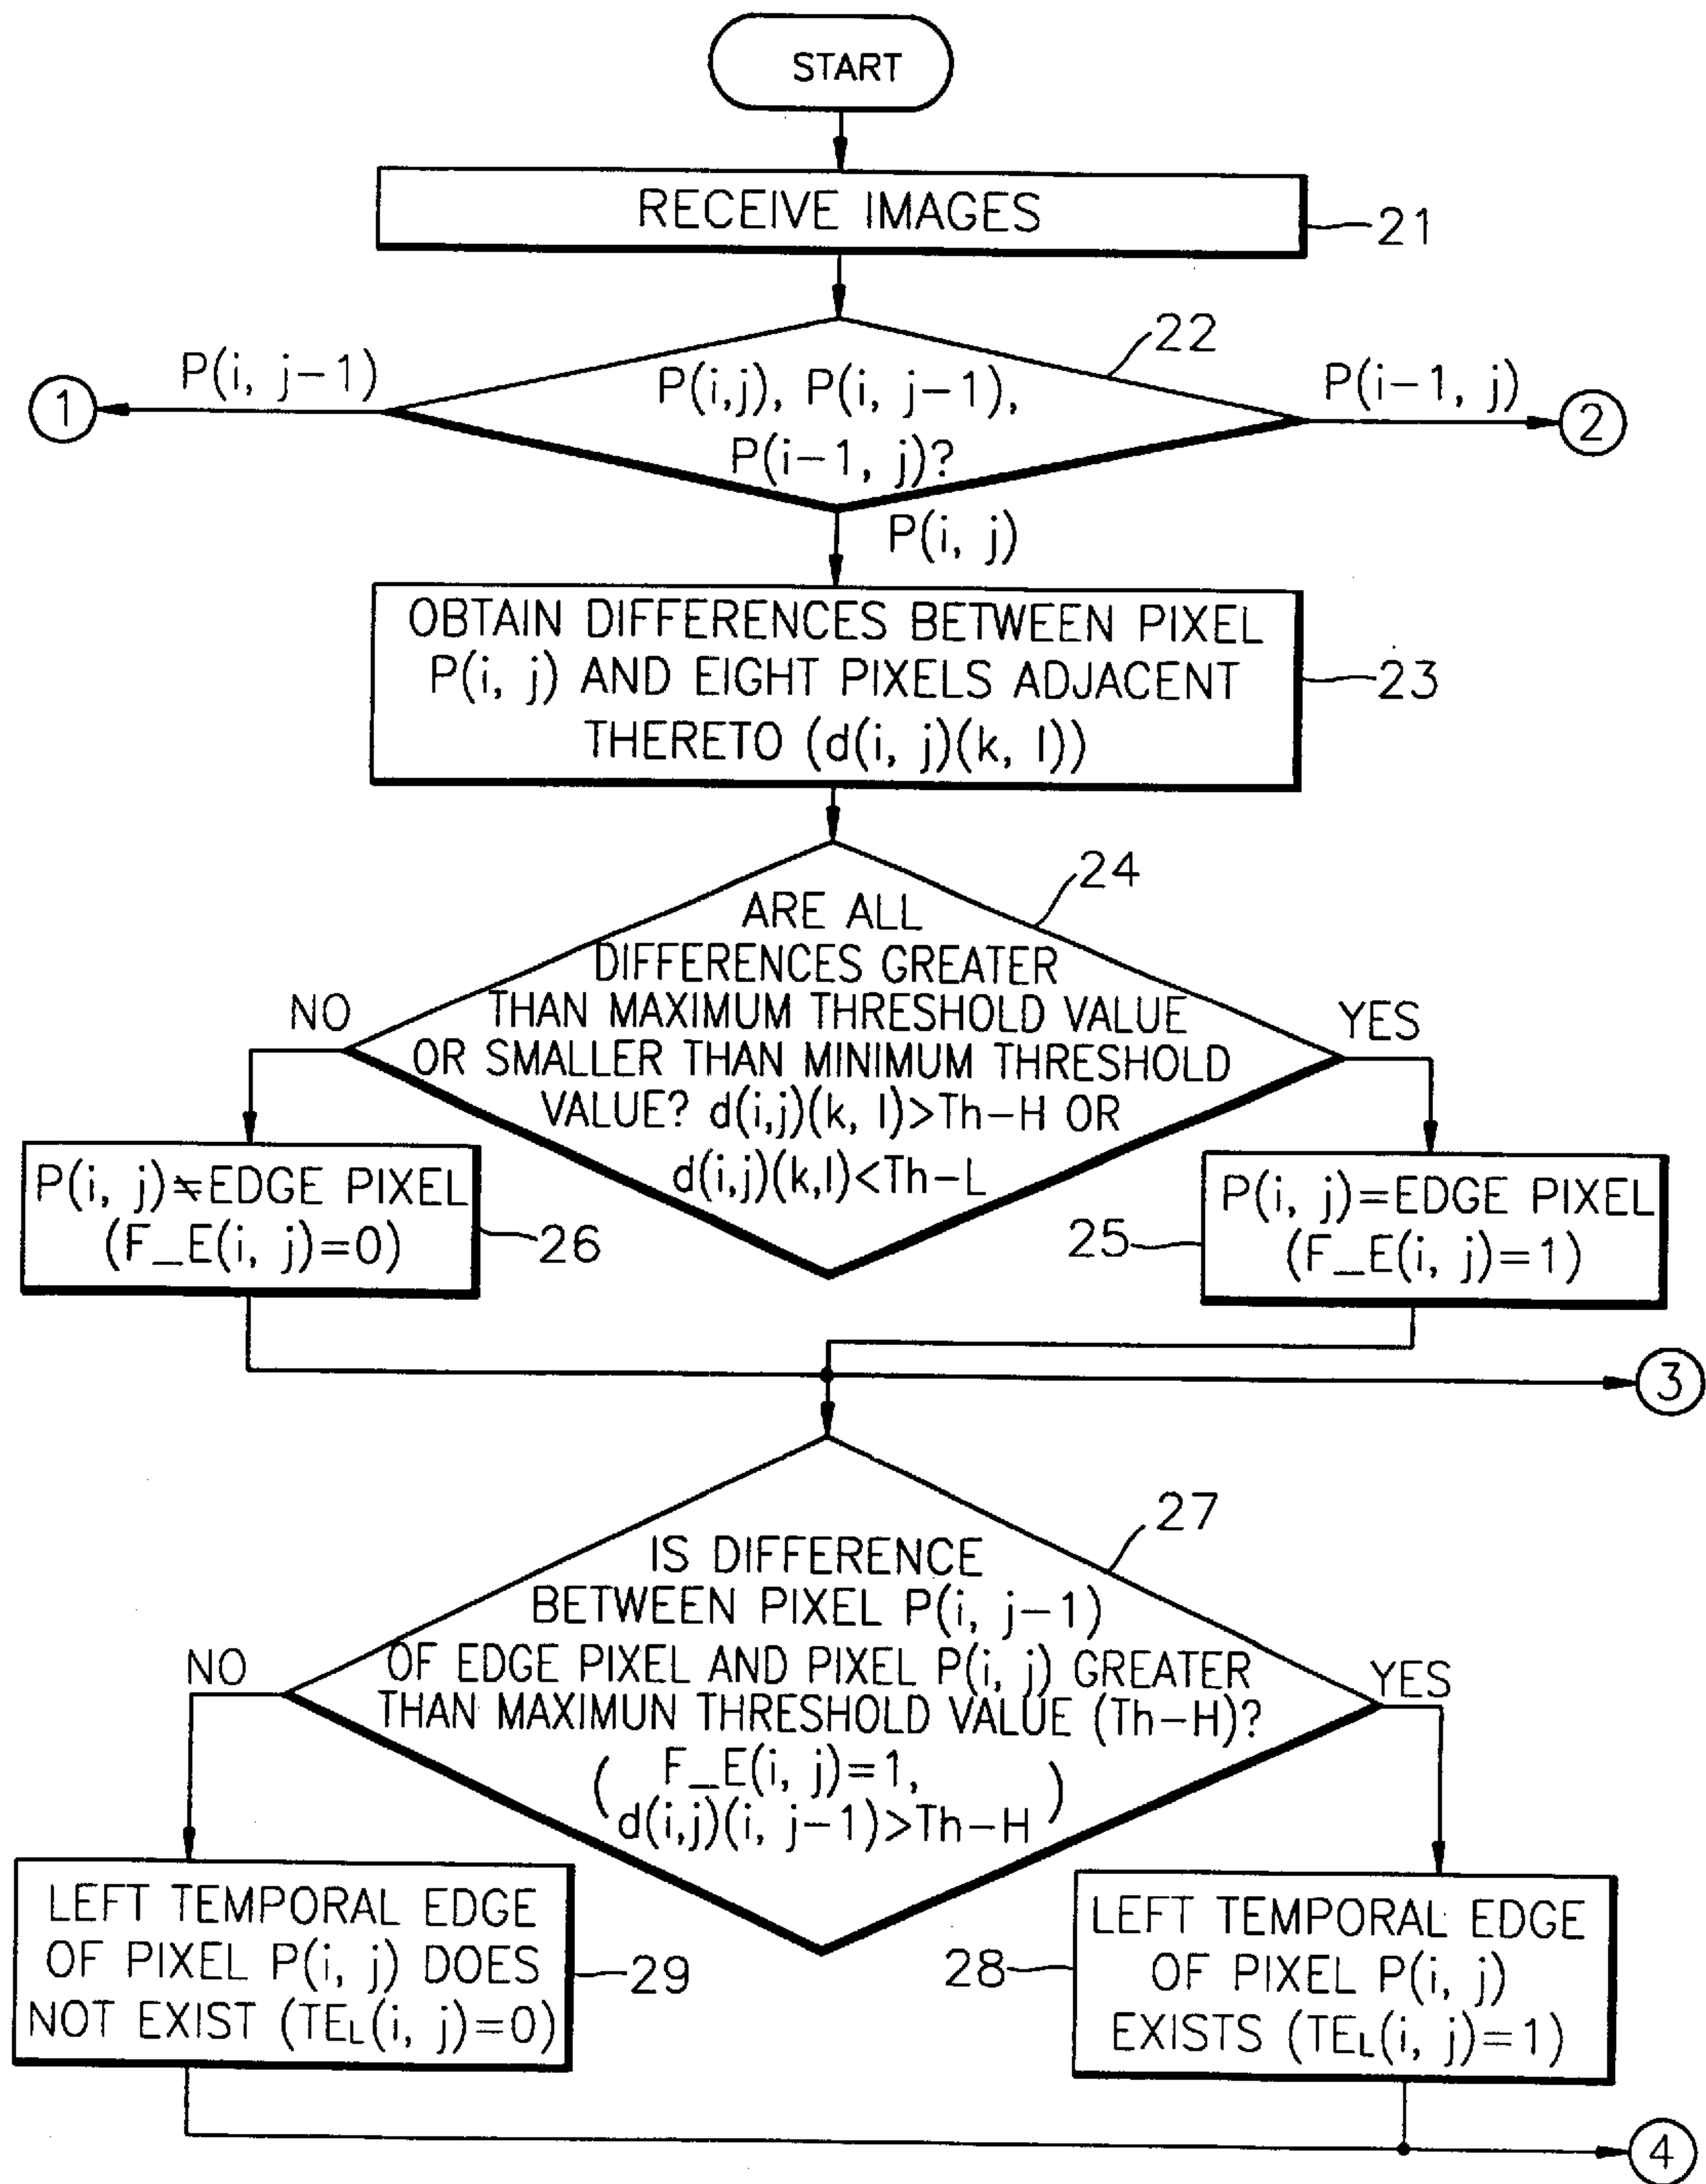 START
RECEIVE IMAGES
21
22
P(i, j-1)
P(i,j), P(i, j-1),
P(i-1, j)?
P(i-1, j)
1
2
P(i, j)
OBTAIN DIFFERENCES BETWEEN PIXEL
P(i, j) AND EIGHT PIXELS ADJACENT
THERETO (d(i, j)(k, l))
23
24
ARE ALL
DIFFERENCES GREATER
THAN MAXIMUM THRESHOLD VALUE
OR SMALLER THAN MINIMUM THRESHOLD
VALUE? d(i,j)(k, l)>Th-H OR
d(i,j)(k,l)<Th-L
NO
YES
P(i, j)≠EDGE PIXEL
(F_E(i, j)=0)
26
25
P(i, j)=EDGE PIXEL
(F_E(i, j)=1)
3
27
IS DIFFERENCE
BETWEEN PIXEL P(i, j-1)
OF EDGE PIXEL AND PIXEL P(i, j) GREATER
THAN MAXIMUN THRESHOLD VALUE (Th-H)?
( F_E(i, j)=1,
d(i,j)(i, j-1)>Th-H )
NO
YES
LEFT TEMPORAL EDGE
OF PIXEL P(i, j) DOES
NOT EXIST (TEL(i, j)=0)
29
28
LEFT TEMPORAL EDGE
OF PIXEL P(i, j)
EXISTS (TEL(i, j)=1)
4